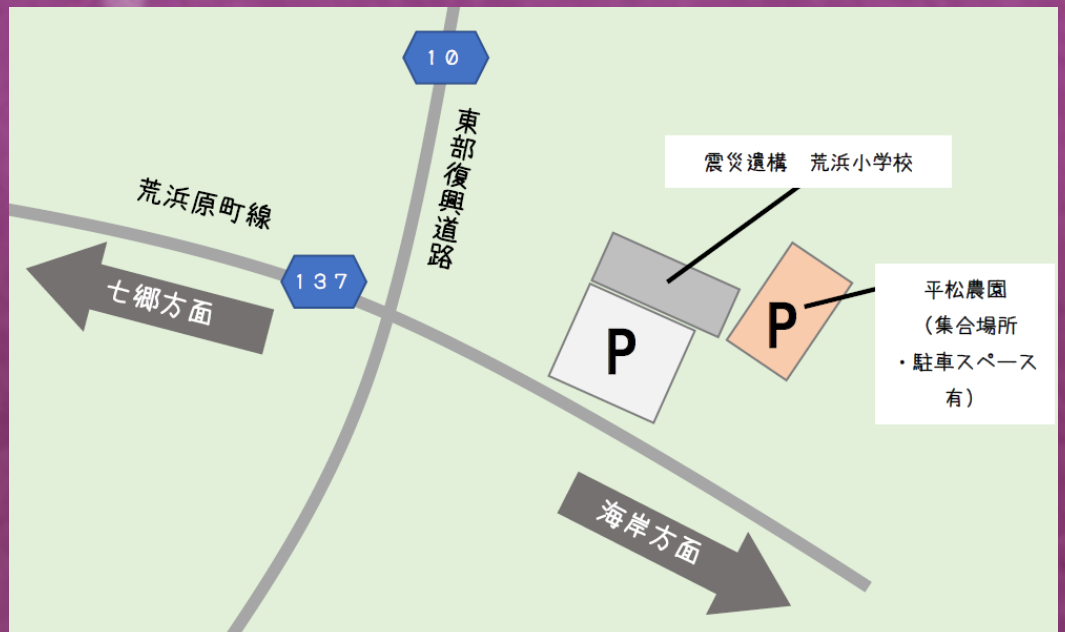 10
東部復興道路
震災遺構 荒浜小学校
荒浜原町線
137
七郷方面
P
P
平松農園
（集合場所
・駐車スペース
有）
海岸方面